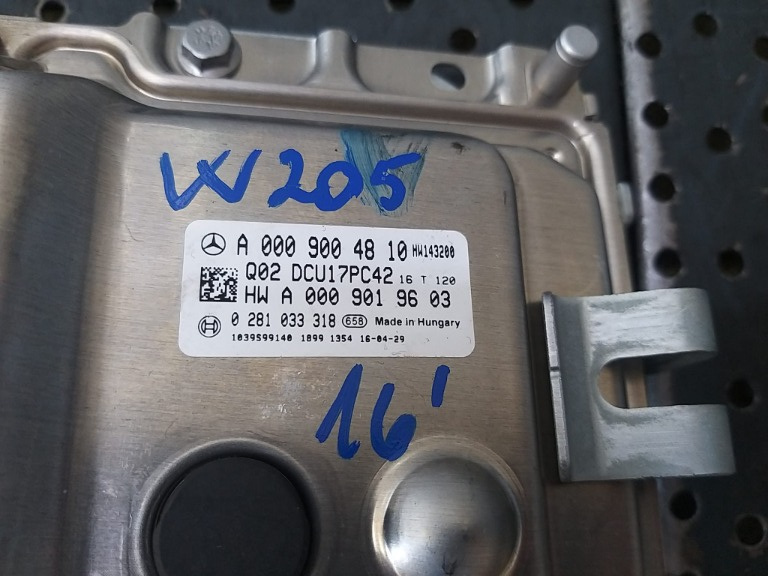 W205
A 000 900 48 10 HW143200
Q02 DCU17PC42 16 T 120
HW A 000 901 96 03
0 281 033 318 658 Made in Hungary
1039S99140 1899 1354 16-04-29
16'